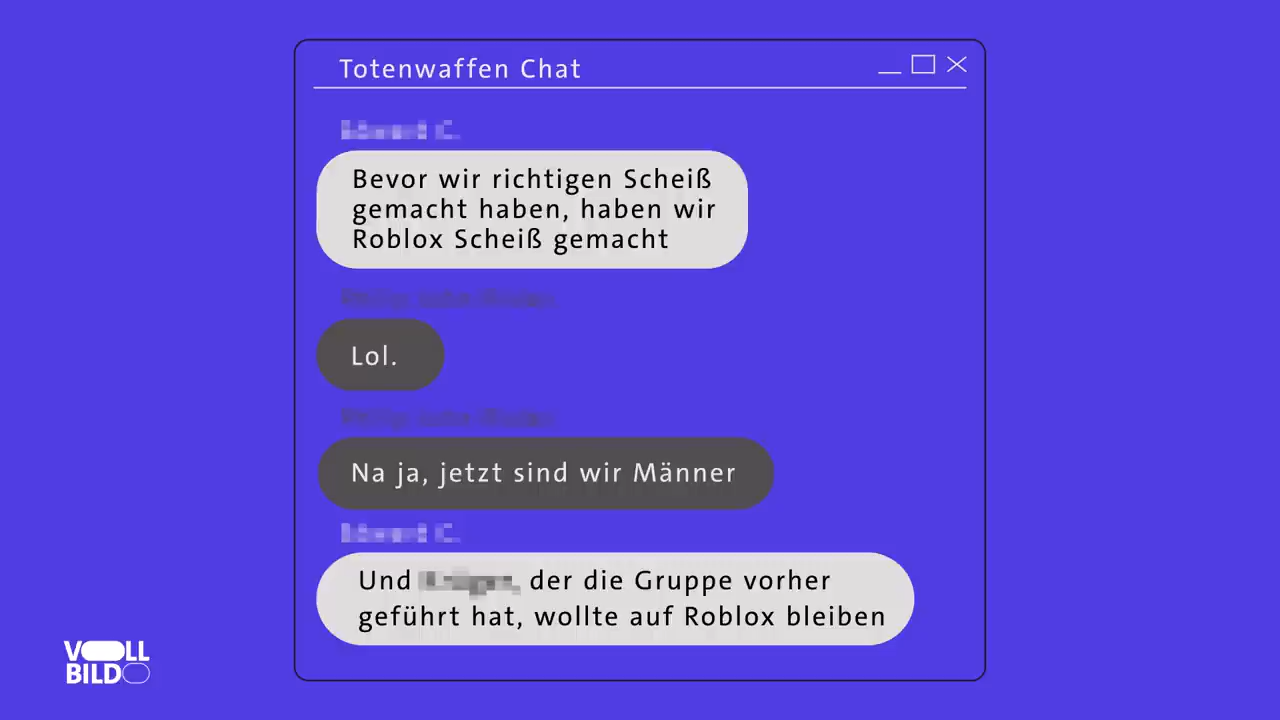 Totenwaffen Chat
Bevor wir richtigen Scheiß
gemacht haben, haben wir
Roblox Scheiß gemacht
Lol.
Na ja, jetzt sind wir Männer
Und der die Gruppe vorher
geführt hat, wollte auf Roblox bleiben
VOLL
BILD